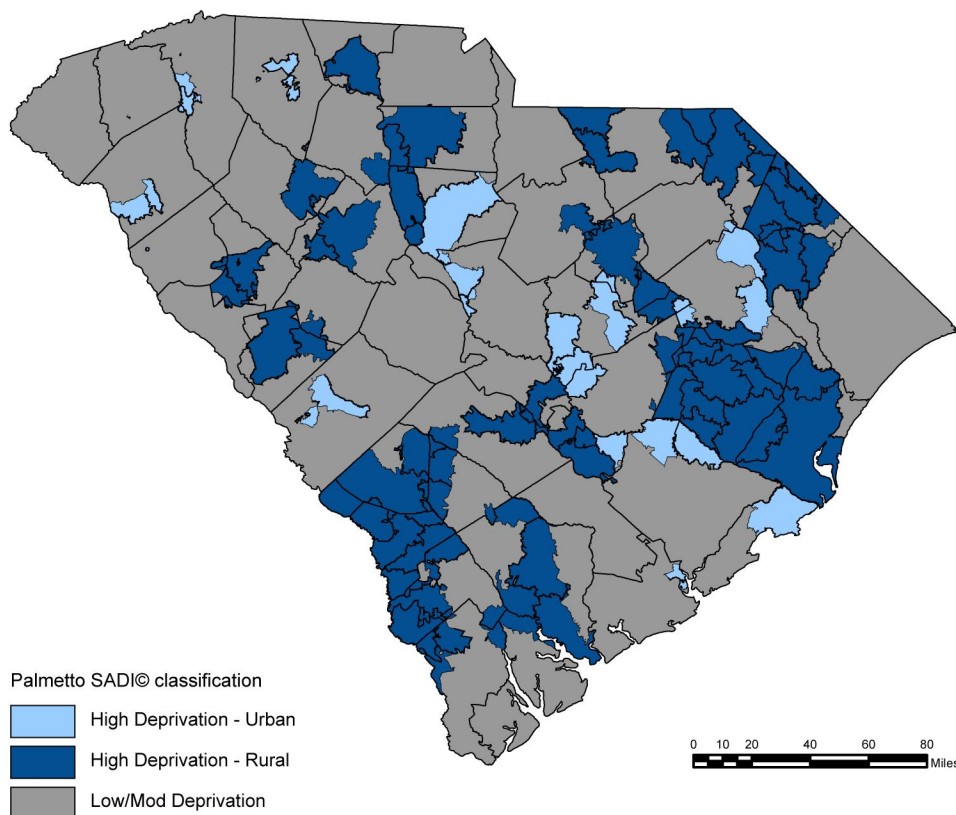 Palmetto SADI© classification
High Deprivation - Urban
High Deprivation - Rural
Low/Mod Deprivation
0 10 20 40 60 80
Miles